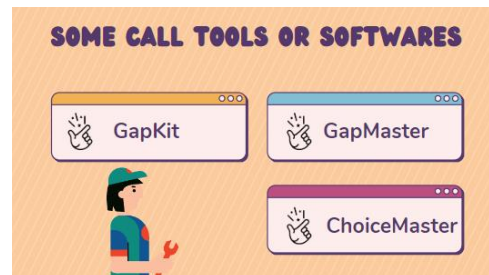 SOME CALL TOOLS OR SOFTWARES
GapKit
GapMaster
ChoiceMaster